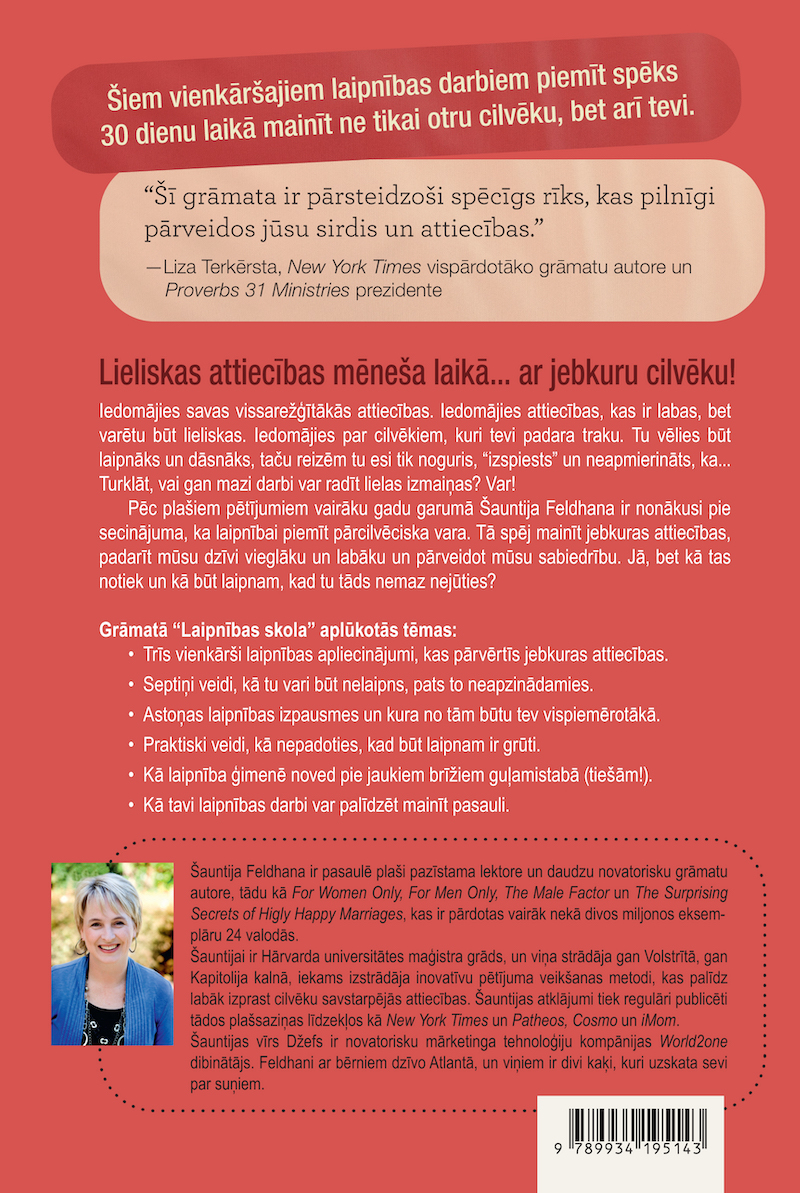 Šiem vienkāršajiem laipnības darbiem piemīt spēks
30 dienu laikā mainīt ne tikai otru cilvēku, bet arī tevi.
“Šī grāmata ir pārsteidzoši spēcīgs rīks, kas pilnīgi
pārveidos jūsu sirdis un attiecības.”
—Liza Terkērsta, New York Times vispārdotāko grāmatu autore un
Proverbs 31 Ministries prezidente
Lieliskas attiecības mēneša laikā... ar jebkuru cilvēku!
Iedomājies savas vissarežģītākās attiecības. Iedomājies attiecības, kas ir labas, bet
varētu būt lieliskas. Iedomājies par cilvēkiem, kuri tevi padara traku. Tu vēlies būt
laipnāks un dāsnāks, taču reizēm tu esi tik noguris, “izspiests” un neapmierināts, ka...
Turklāt, vai gan mazi darbi var radīt lielas izmaiņas? Var!
Pēc plašiem pētījumiem vairāku gadu garumā Šauntija Feldhana ir nonākusi pie
secinājuma, ka laipnībai piemīt pārcilvēciska vara. Tā spēj mainīt jebkuras attiecības,
padarīt mūsu dzīvi vieglāku un labāku un pārveidot mūsu sabiedrību. Jā, bet kā tas
notiek un kā būt laipnam, kad tu tāds nemaz nejūties?
Grāmatā “Laipnības skola” aplūkotās tēmas:
• Trīs vienkārši laipnības apliecinājumi, kas pārvērtīs jebkuras attiecības.
• Septiņi veidi, kā tu vari būt nelaipns, pats to neapzinādamies.
• Astoņas laipnības izpausmes un kura no tām būtu tev vispiemērotākā.
• Praktiski veidi, kā nepadoties, kad būt laipnam ir grūti.
• Kā laipnība ģimenē noved pie jaukiem brīžiem guļamistabā (tiešām!).
• Kā tavi laipnības darbi var palīdzēt mainīt pasauli.
Šauntija Feldhana ir pasaulē plaši pazīstama lektore un daudzu novatorisku grāmatu
autore, tādu kā For Women Only, For Men Only, The Male Factor un The Surprising
Secrets of Higly Happy Marriages, kas ir pārdotas vairāk nekā divos miljonos eksem-
plāru 24 valodās.
Šauntijai ir Hārvarda universitātes maģistra grāds, un viņa strādāja gan Volstrītā, gan
Kapitolija kalnā, iekams izstrādāja inovatīvu pētījuma veikšanas metodi, kas palīdz
labāk izprast cilvēku savstarpējās attiecības. Šauntijas atklājumi tiek regulāri publicēti
tādos plašsaziņas līdzekļos kā New York Times un Patheos, Cosmo un iMom.
Šauntijas vīrs Džefs ir novatorisku mārketinga tehnoloģiju kompānijas World2one
dibinātājs. Feldhani ar bērniem dzīvo Atlantā, un viņiem ir divi kaķi, kuri uzskata sevi
par suņiem.
9 789934 195143